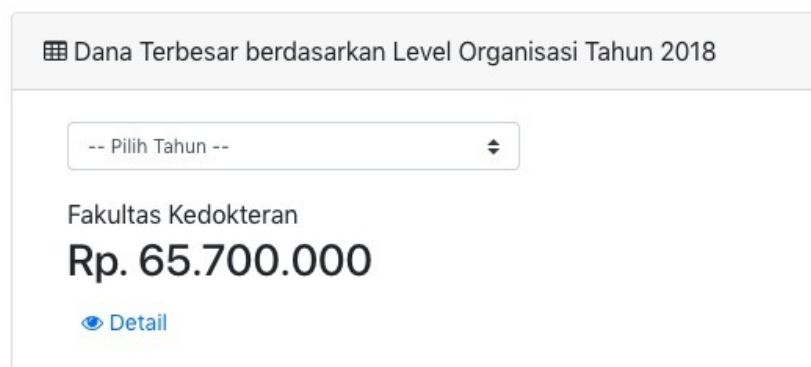 Dana Terbesar berdasarkan Level Organisasi Tahun 2018
-- Pilih Tahun --
Fakultas Kedokteran
Rp. 65.700.000
Detail